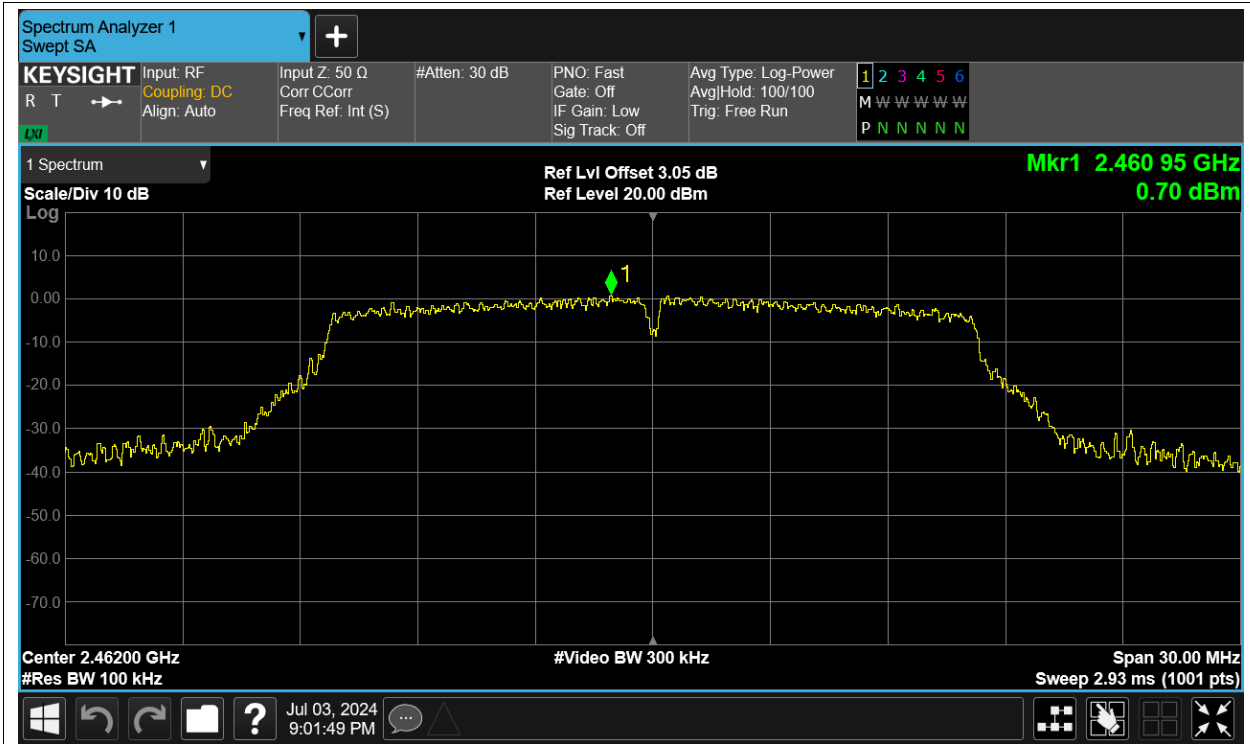 Spectrum Analyzer 1
Swept SA
KEYSIGHT
R T
LXI
Input: RF
Coupling: DC
Align: Auto
Input Z: 50 Ω
Corr CCorr
Freq Ref: Int (S)
#Atten: 30 dB
PNO: Fast
Gate: Off
IF Gain: Low
Sig Track: Off
Avg Type: Log-Power
Avg|Hold: 100/100
Trig: Free Run
1 2 3 4 5 6
M W W W W W
P N N N N N
1 Spectrum
Scale/Div 10 dB
Ref Lvl Offset 3.05 dB
Ref Level 20.00 dBm
Mkr1 2.460 95 GHz
0.70 dBm
Log
10.0
0.00
-10.0
-20.0
-30.0
-40.0
-50.0
-60.0
-70.0
1
Center 2.46200 GHz
#Res BW 100 kHz
#Video BW 300 kHz
Span 30.00 MHz
Sweep 2.93 ms (1001 pts)
?
Jul 03, 2024
9:01:49 PM